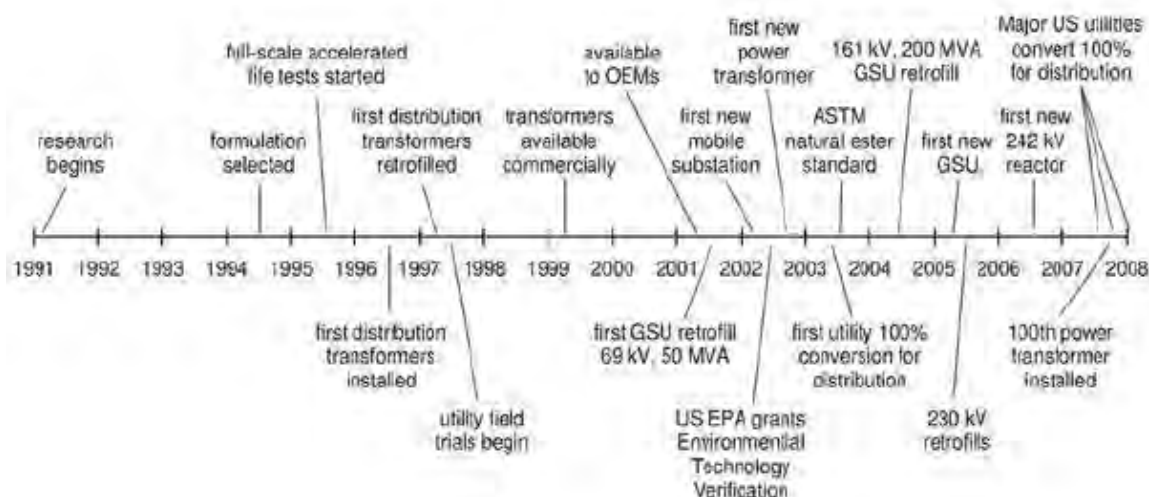 research
begins
formulation
selected
full-scale accelerated
life tests started
first distribution
transformers
retrofilled
transformers
available
commercially
available
to OEMs
first new
mobile
substation
first new
power
transformer
ASTM
natural ester
standard
161 kV, 200 MVA
GSU retrofill
first new
GSU
first new
242 kV
reactor
Major US utilities
convert 100%
for distribution
1991 1992 1993 1994 1995 1996 1997 1998 1999 2000 2001 2002 2003 2004 2005 2006 2007 2008
first distribution
transformers
installed
utility field
trials begin
first GSU retrofill
69 kV, 50 MVA
US EPA grants
Environmental
Technology
Verification
first utility 100%
conversion for
distribution
230 kV
retrofills
100th power
transformer
installed